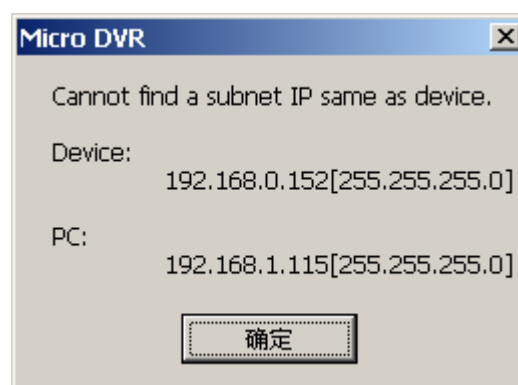 Micro DVR
Cannot find a subnet IP same as device.
Device:
192.168.0.152[255.255.255.0]
PC:
192.168.1.115[255.255.255.0]
确定